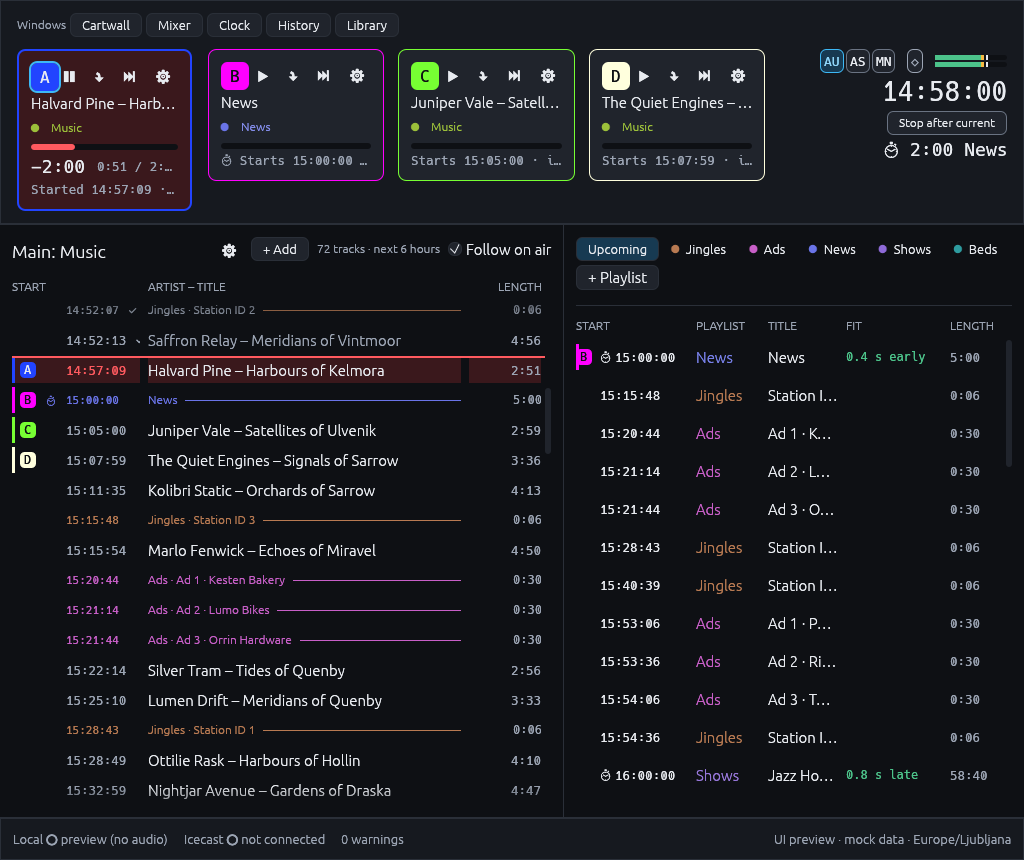 Windows Cartwall Mixer Clock History Library
A
Halvard Pine – Harb…
Music
−2:00 0:51 / 2:…
Started 14:57:09 ·…
B
News
News
Starts 15:00:00 …
C
Juniper Vale – Satell…
Music
Starts 15:05:00 · i…
D
The Quiet Engines – …
Music
Starts 15:07:59 · i…
AU AS MN
14:58:00
Stop after current
2:00 News
Main: Music + Add 72 tracks · next 6 hours Follow on air
START ARTIST – TITLE LENGTH
14:52:07 Jingles · Station ID 2 0:06
14:52:13 Saffron Relay – Meridians of Vintmoor 4:56
A 14:57:09 Halvard Pine – Harbours of Kelmora 2:51
B 15:00:00 News 5:00
C 15:05:00 Juniper Vale – Satellites of Ulvenik 2:59
D 15:07:59 The Quiet Engines – Signals of Sarrow 3:36
15:11:35 Kolibri Static – Orchards of Sarrow 4:13
15:15:48 Jingles · Station ID 3 0:06
15:15:54 Marlo Fenwick – Echoes of Miravel 4:50
15:20:44 Ads · Ad 1 · Kesten Bakery 0:30
15:21:14 Ads · Ad 2 · Lumo Bikes 0:30
15:21:44 Ads · Ad 3 · Orrin Hardware 0:30
15:22:14 Silver Tram – Tides of Quenby 2:56
15:25:10 Lumen Drift – Meridians of Quenby 3:33
15:28:43 Jingles · Station ID 1 0:06
15:28:49 Ottilie Rask – Harbours of Hollin 4:10
15:32:59 Nightjar Avenue – Gardens of Draska 4:47
Upcoming Jingles Ads News Shows Beds
+ Playlist
START PLAYLIST TITLE FIT LENGTH
B 15:00:00 News News 0.4 s early 5:00
15:15:48 Jingles Station I… 0:06
15:20:44 Ads Ad 1 · K… 0:30
15:21:14 Ads Ad 2 · L… 0:30
15:21:44 Ads Ad 3 · O… 0:30
15:28:43 Jingles Station I… 0:06
15:40:39 Jingles Station I… 0:06
15:53:06 Ads Ad 1 · P… 0:30
15:53:36 Ads Ad 2 · Ri… 0:30
15:54:06 Ads Ad 3 · T… 0:30
15:54:36 Jingles Station I… 0:06
16:00:00 Shows Jazz Ho… 0.8 s late 58:40
Local preview (no audio) Icecast not connected 0 warnings UI preview · mock data · Europe/Ljubljana